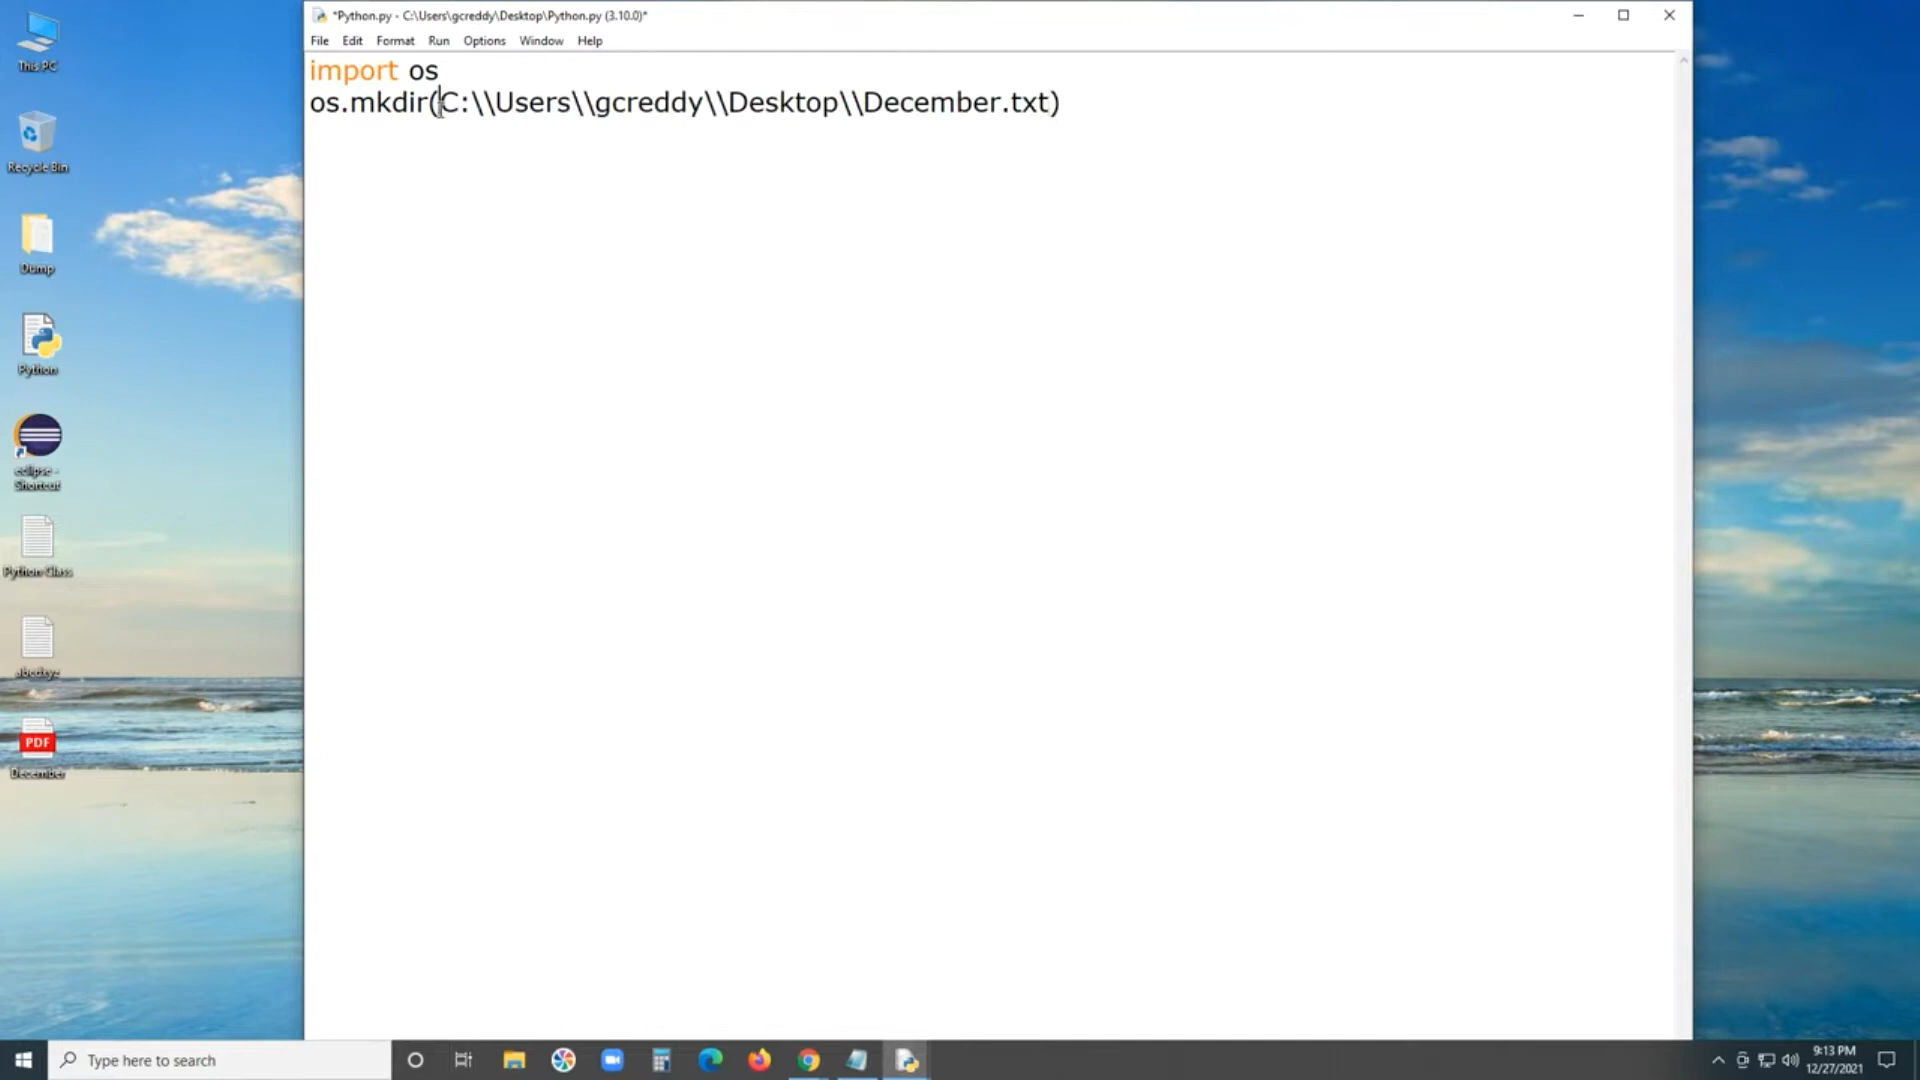 *Python.py - C:\Users\gcreddy\Desktop\Python.py (3.10.0)*
File Edit Format Run Options Window Help
import os
os.mkdir(C:\\Users\\gcreddy\\Desktop\\December.txt)
This PC
Recycle Bin
Dump
Python
eclipse -
Shortcut
Python Class
abcdxyz
PDF
December
Type here to search
9:13 PM
12/27/2021